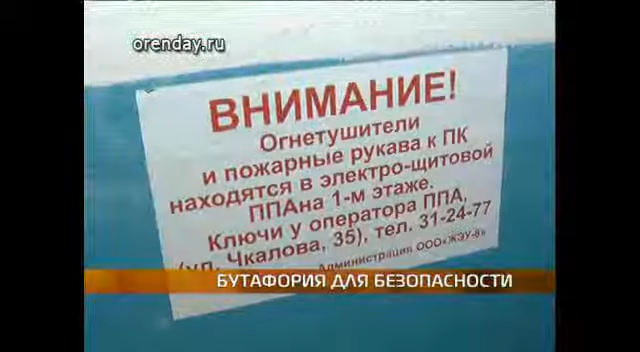 orenday.ru
ВНИМАНИЕ!
Огнетушители
и пожарные рукава к ПК
находятся в электро-щитовой
ППАна 1-м этаже.
Ключи у оператора ППА,
(ул. Чкалова, 35), тел. 31-24-77
Администрация ООО«ЖЭУ-8»
БУТАФОРИЯ ДЛЯ БЕЗОПАСНОСТИ